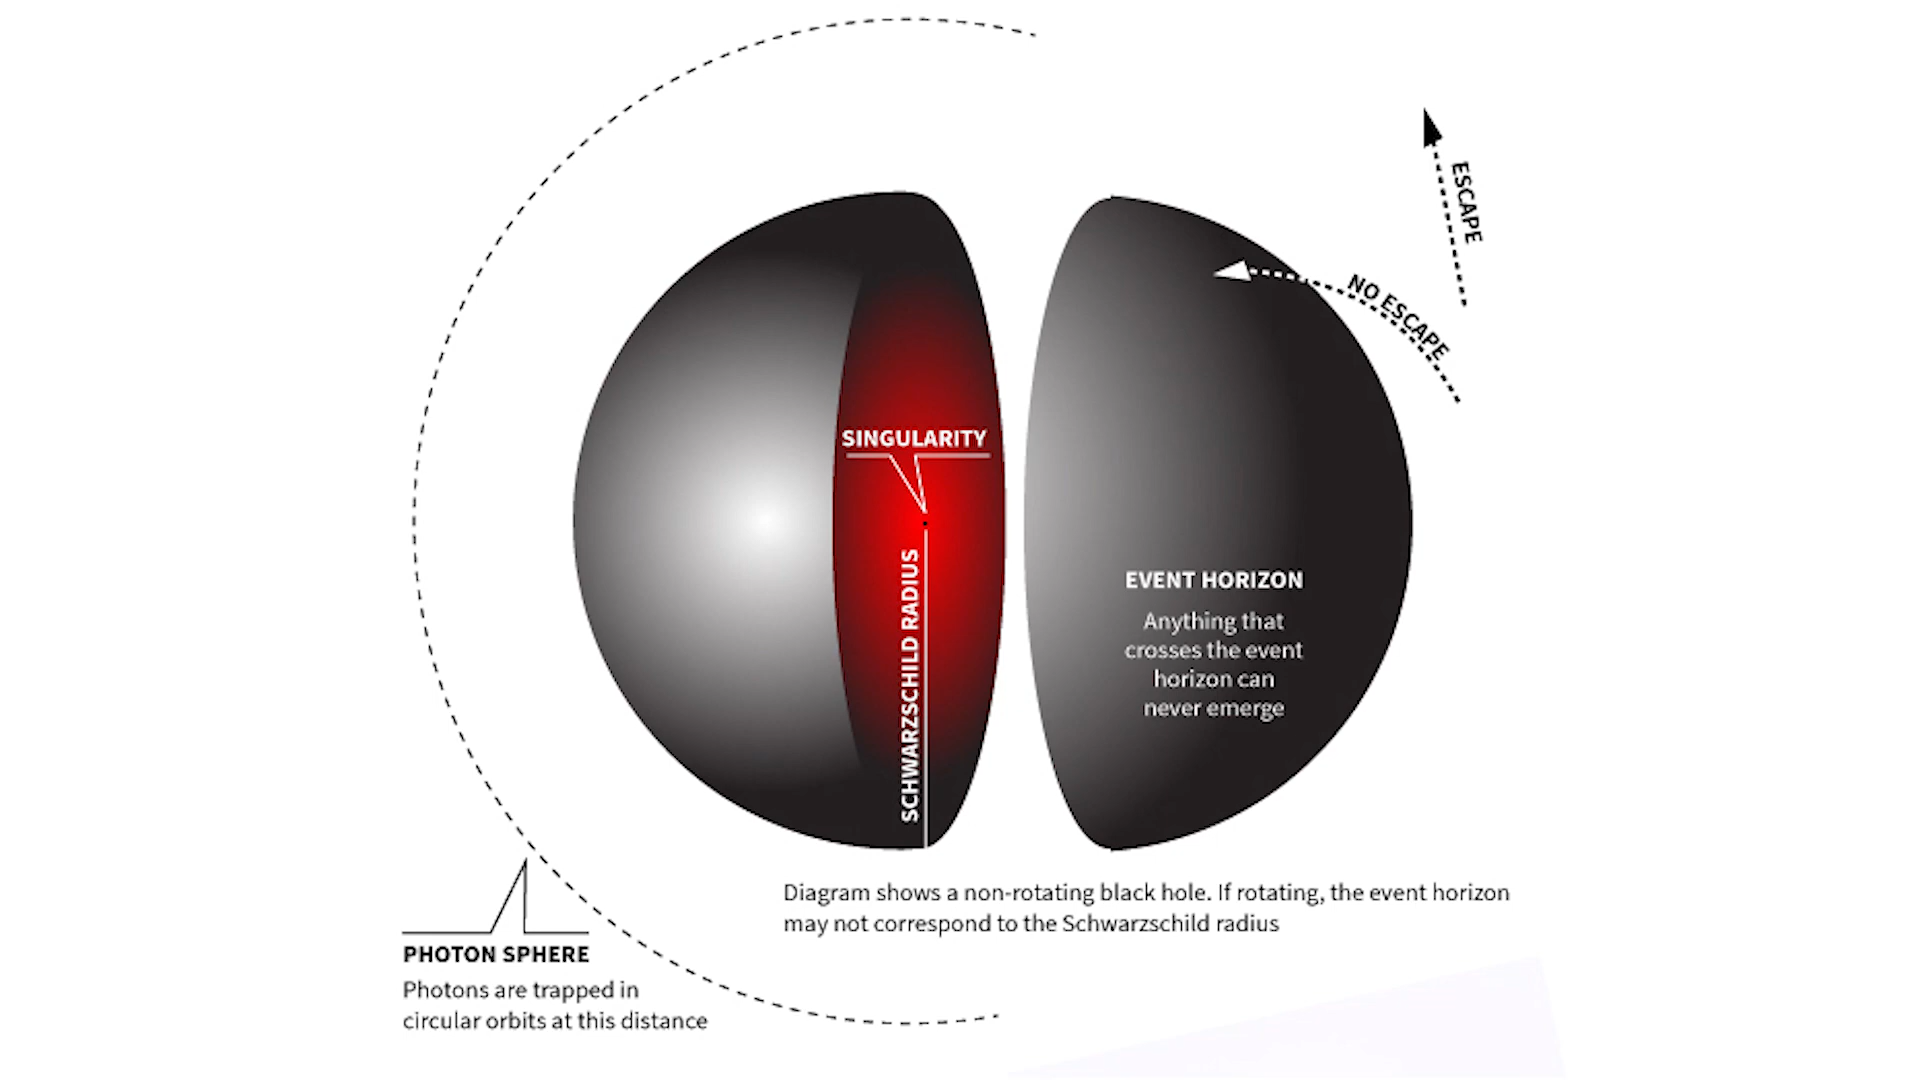 ESCAPE
NO ESCAPE
SINGULARITY
SCHWARZSCHILD RADIUS
EVENT HORIZON
Anything that
crosses the event
horizon can
never emerge
Diagram shows a non-rotating black hole. If rotating, the event horizon
may not correspond to the Schwarzschild radius
PHOTON SPHERE
Photons are trapped in
circular orbits at this distance